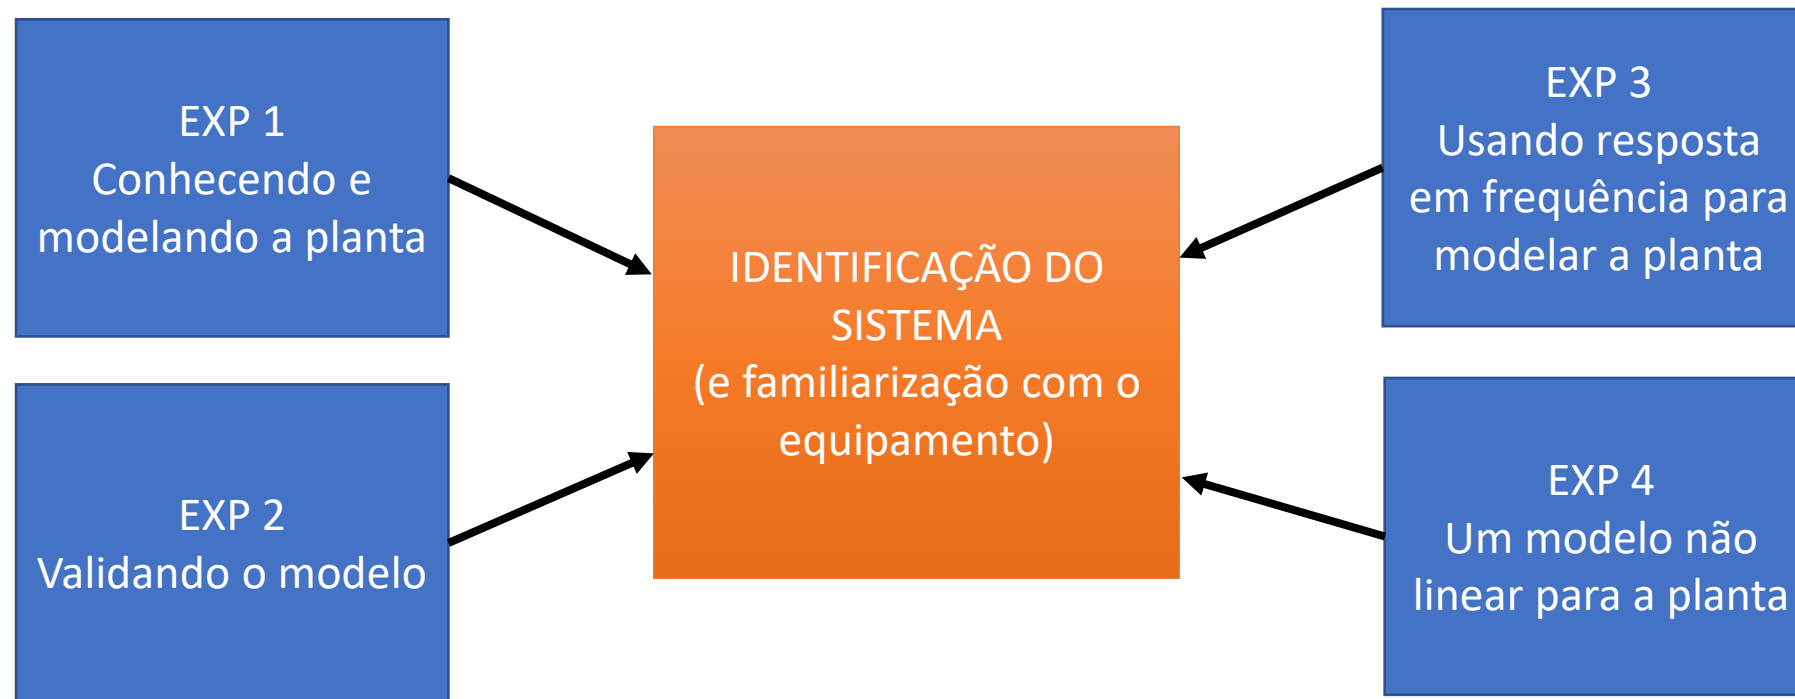 EXP 1
Conhecendo e
modelando a planta
EXP 2
Validando o modelo
IDENTIFICAÇÃO DO
SISTEMA
(e familiarização com o
equipamento)
EXP 3
Usando resposta
em frequência para
modelar a planta
EXP 4
Um modelo não
linear para a planta